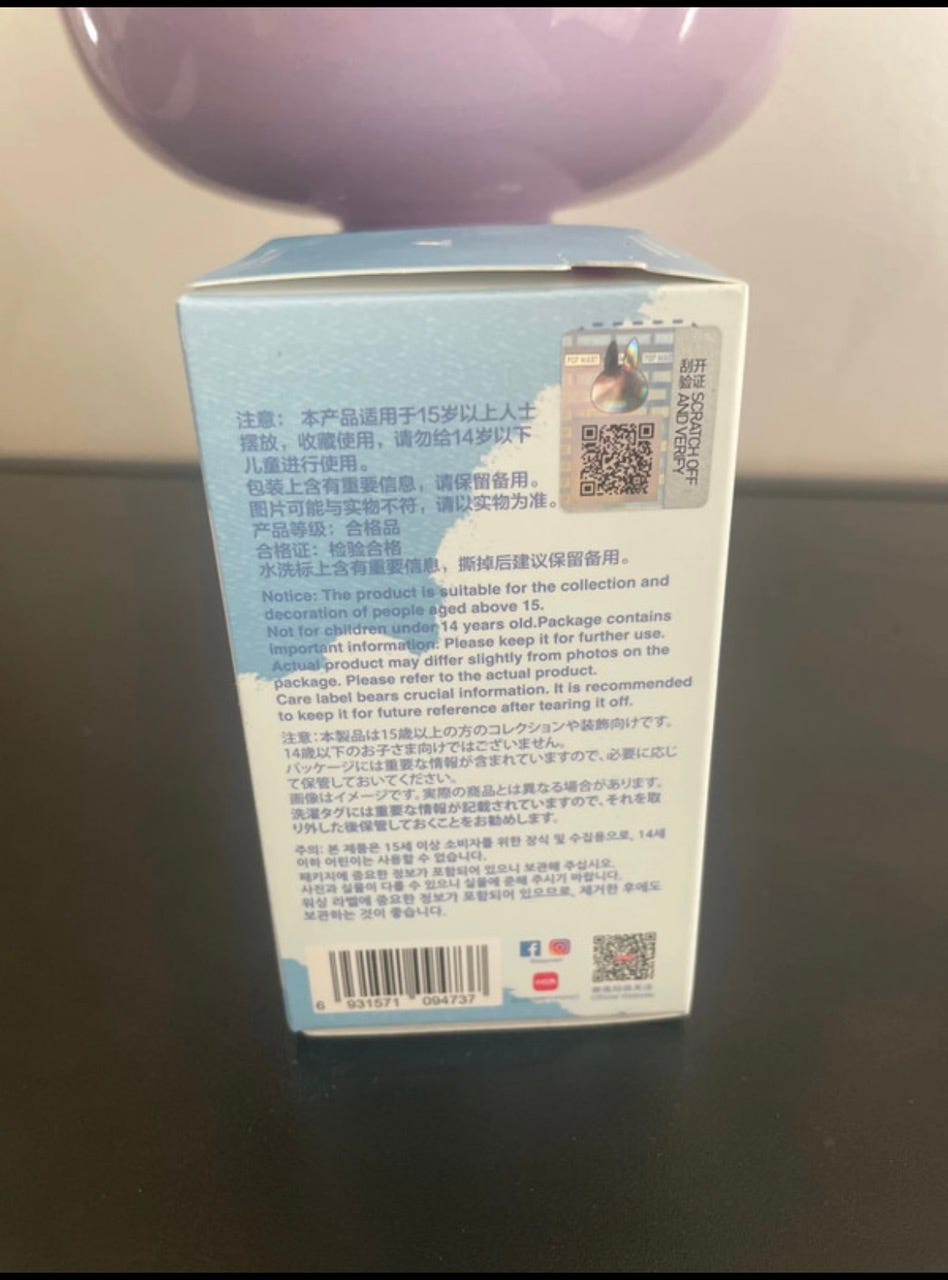 POP MART
POP MAR
刮开
验证 SCRATCH OFF
AND VERIFY
注意： 本产品适用于15岁以上人士
摆放，收藏使用，请勿给14岁以下
儿童进行使用。
包装上含有重要信息，请保留备用。
图片可能与实物不符，请以实物为准。
产品等级：合格品
合格证：检验合格
水洗标上含有重要信息，撕掉后建议保留备用。
Notice: The product is suitable for the collection and
decoration of people aged above 15.
Not for children under 14 years old.Package contains
important information. Please keep it for further use.
Actual product may differ slightly from photos on the
package. Please refer to the actual product.
Care label bears crucial information. It is recommended
to keep it for future reference after tearing it off.
注意:本製品は15歳以上の方のコレクションや装飾向けです。
14歳以下のお子さま向けではございません。
パッケージには重要な情報が含まれていますので、必要に応じ
て保管しておいてください。
画像はイメージです。実際の商品とは異なる場合があります。
洗濯タグには重要な情報が記載されていますので、それを取
り外した後保管しておくことをお勧めします。
주의: 본 제품은 15세 이상 소비자를 위한 장식 및 수집용으로, 14세
이하 어린이는 사용할 수 없습니다.
패키지에 중요한 정보가 포함되어 있으니 보관해 주십시오.
사진과 실물이 다를 수 있으니 실물에 준해 주시기 바랍니다.
워싱 라벨에 중요한 정보가 포함되어 있으므로, 제거한 후에도
보관하는 것이 좋습니다.
6 931571 094737
Official Website